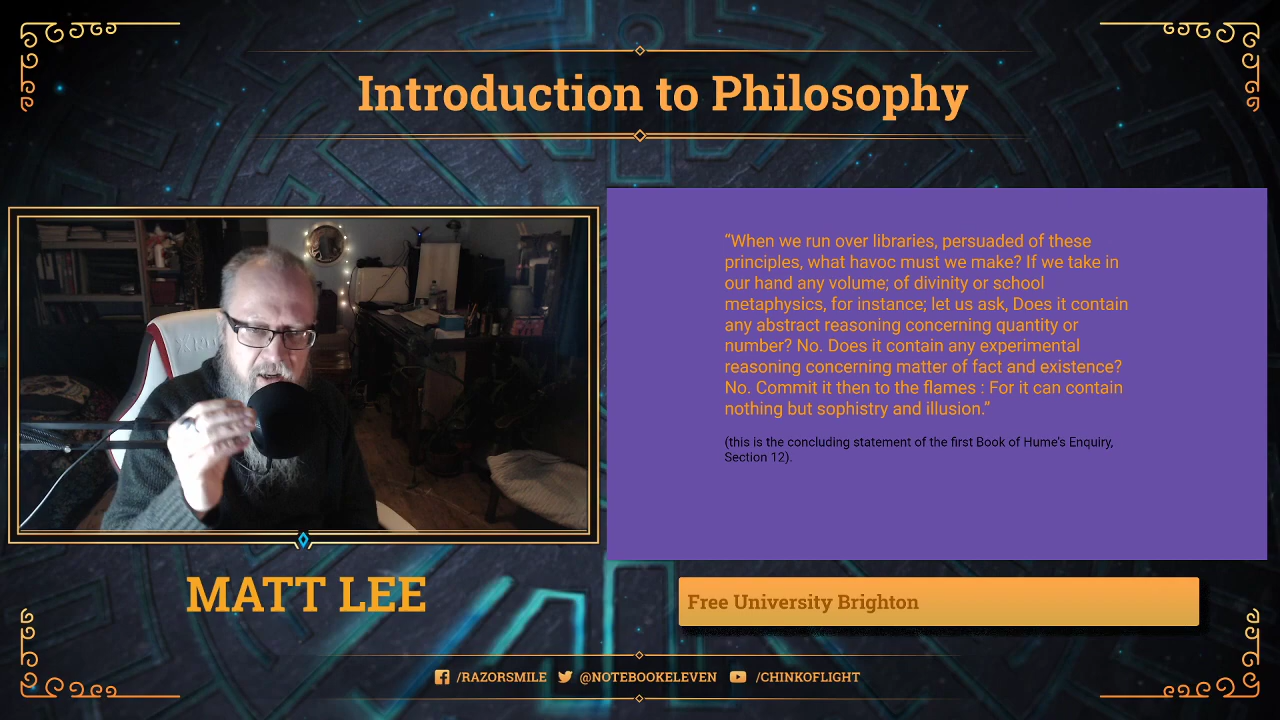 Introduction to Philosophy
“When we run over libraries, persuaded of these
principles, what havoc must we make? If we take in
our hand any volume; of divinity or school
metaphysics, for instance; let us ask, Does it contain
any abstract reasoning concerning quantity or
number? No. Does it contain any experimental
reasoning concerning matter of fact and existence?
No. Commit it then to the flames : For it can contain
nothing but sophistry and illusion.”
(this is the concluding statement of the first Book of Hume's Enquiry,
Section 12).
MATT LEE
Free University Brighton
/RAZORSMILE @NOTEBOOKELEVEN /CHINKOFLIGHT